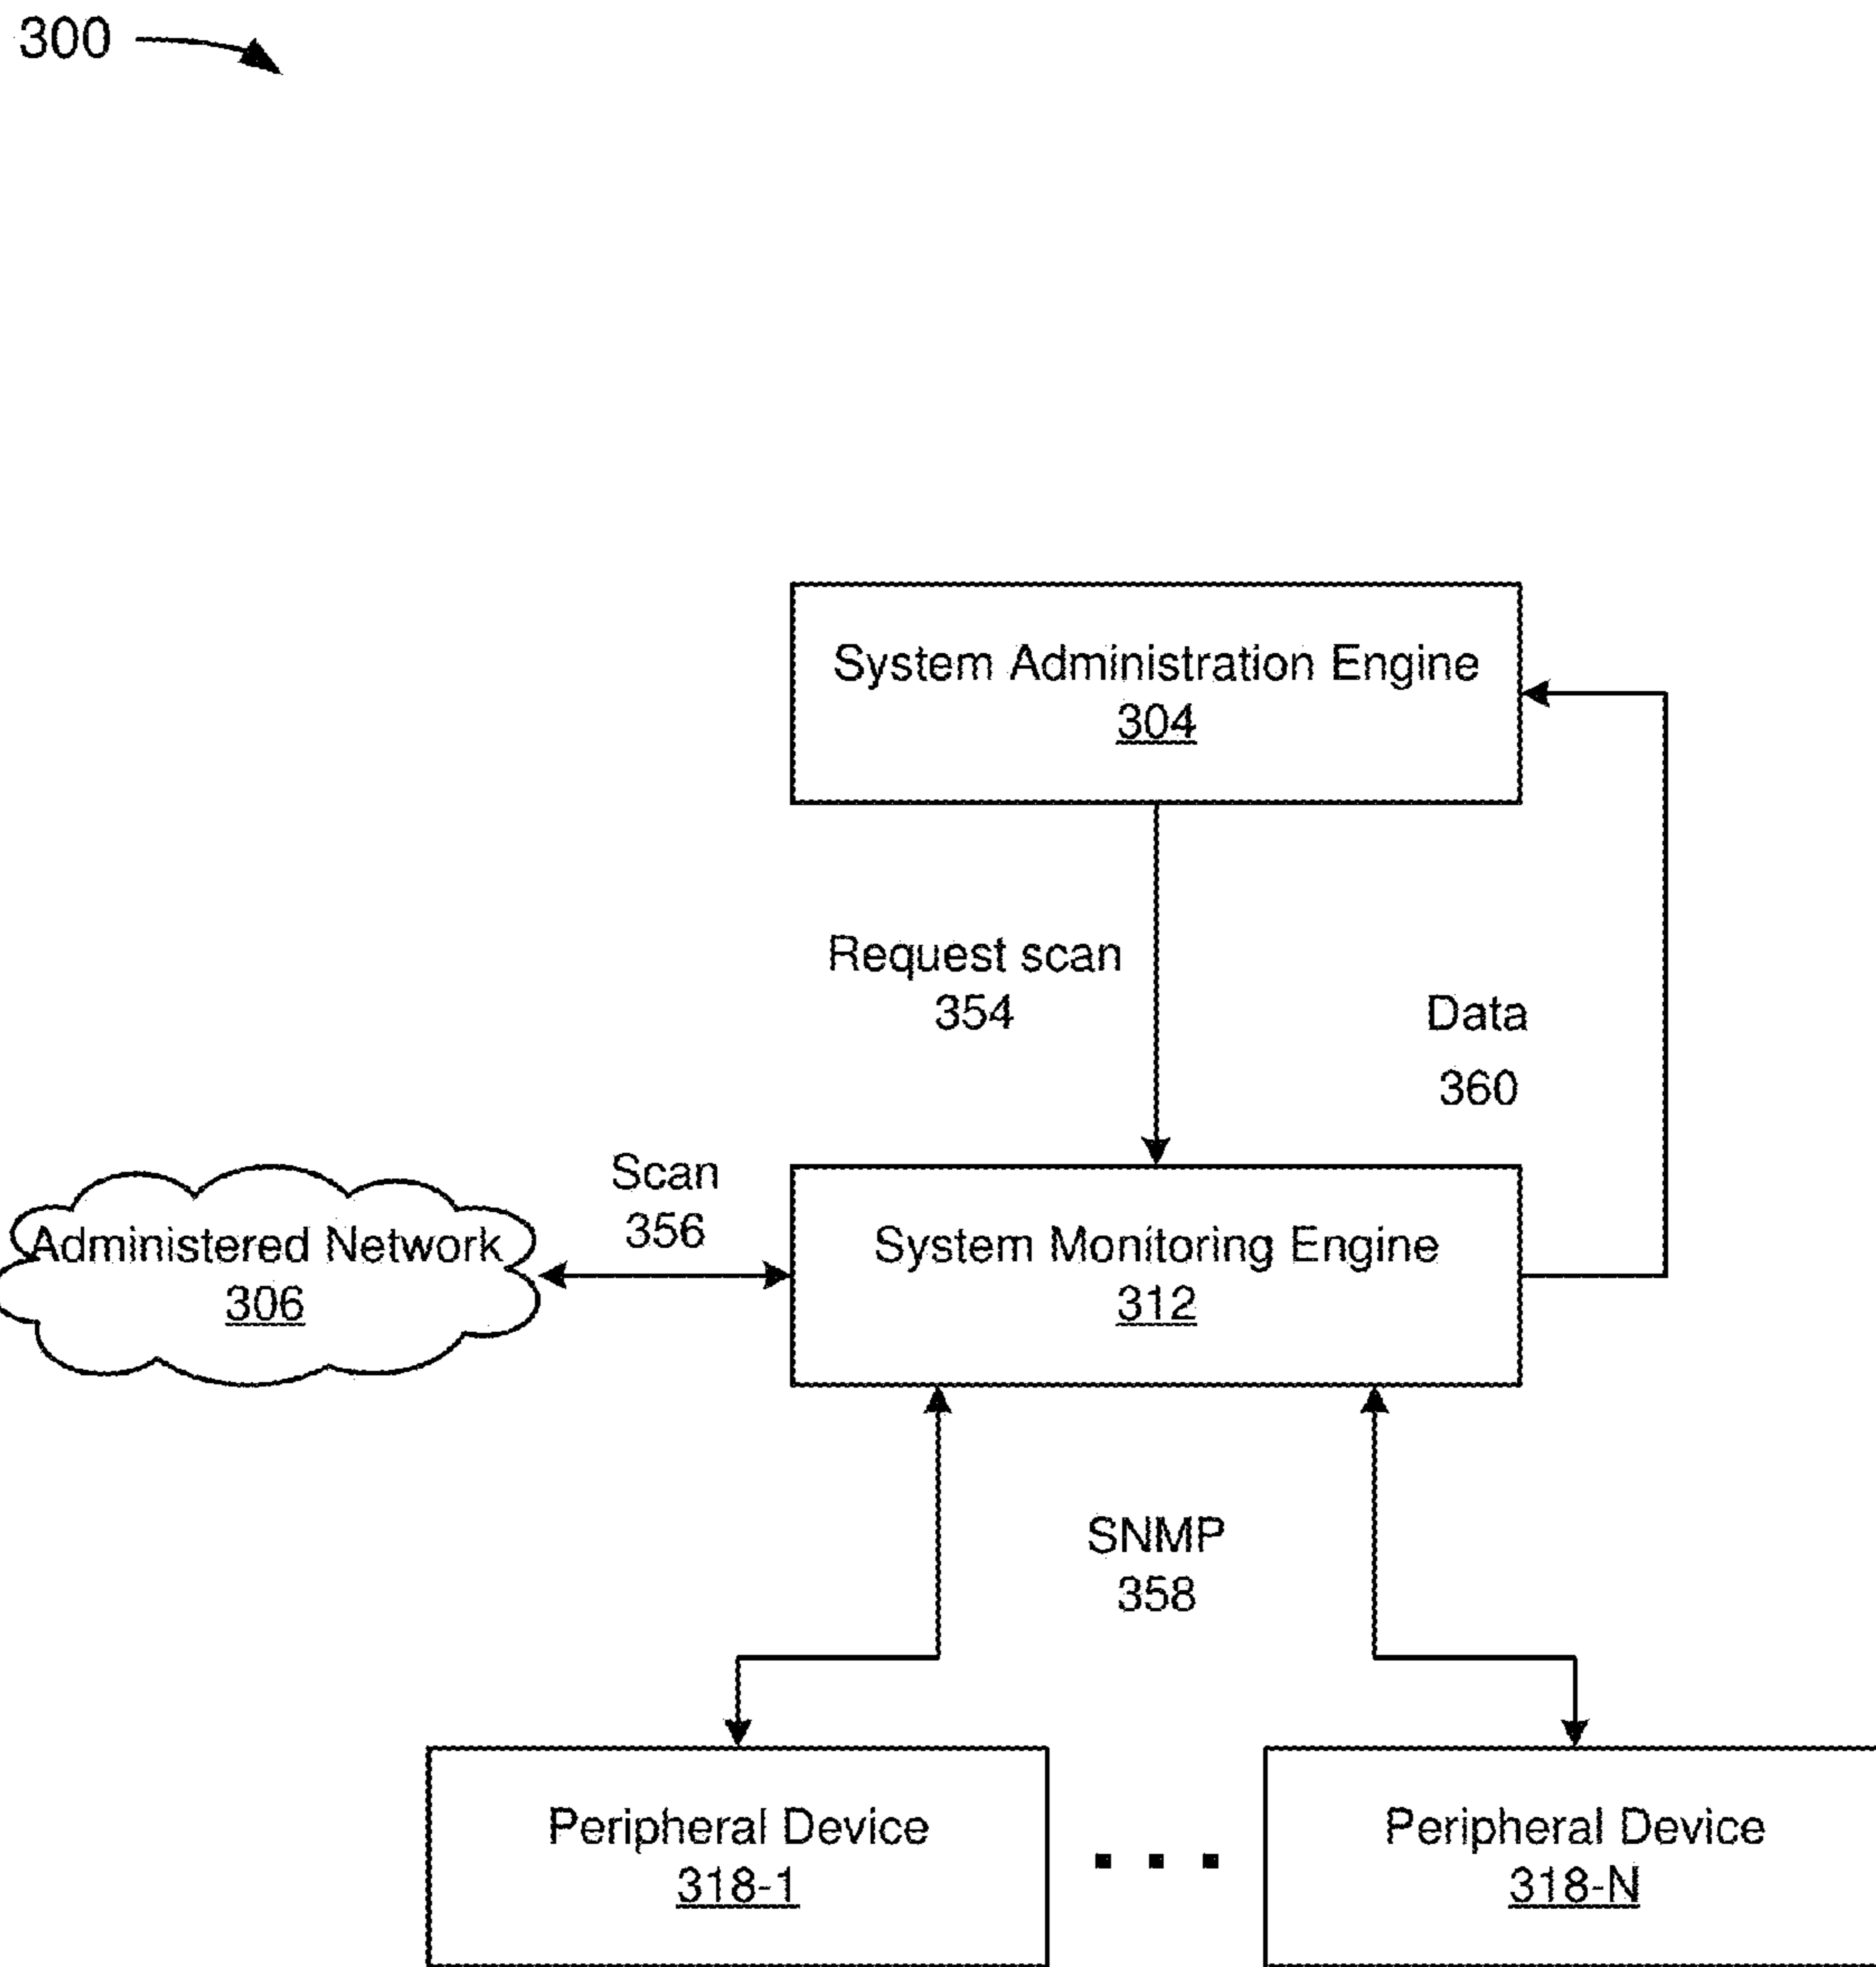 300
System Administration Engine
304
Request scan
354
Data
360
Scan
356
Administered Network
306
System Monitoring Engine
312
SNMP
358
Peripheral Device
318-1
Peripheral Device
318-N